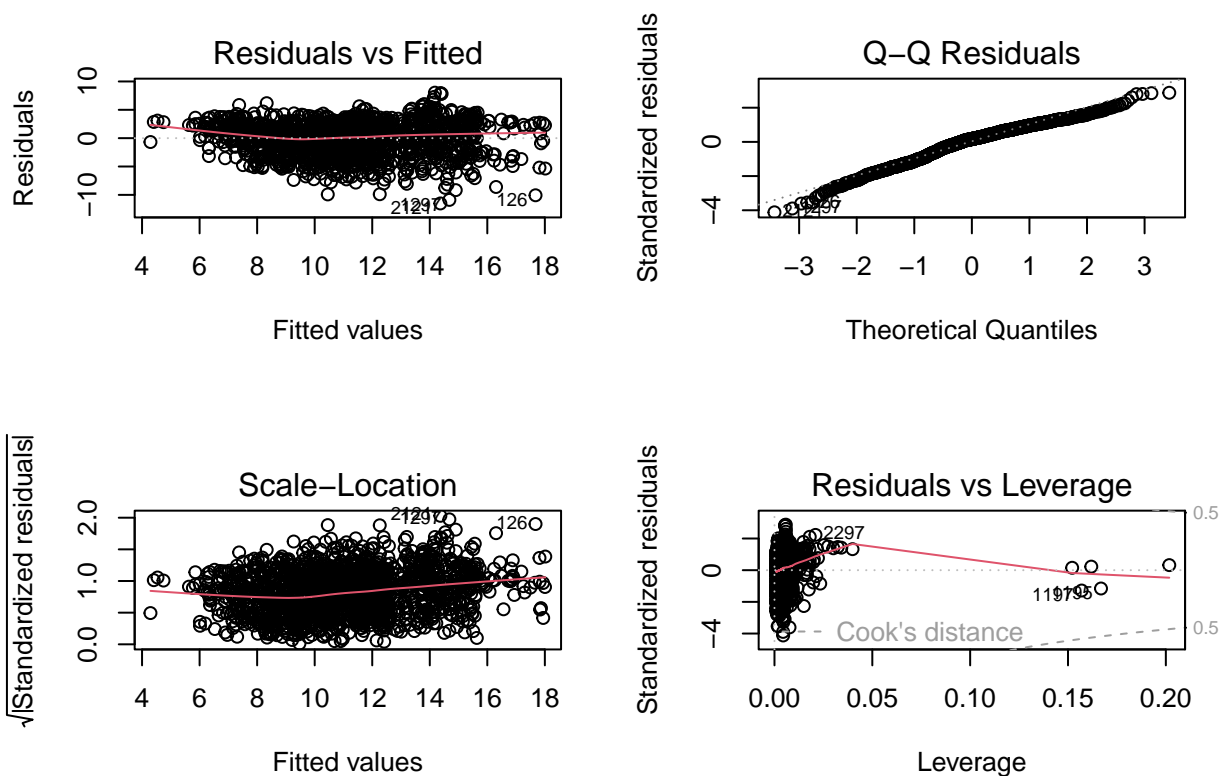 Residuals vs Fitted
Residuals
10
0
−10
126
4 6 8 10 12 14 16 18
Fitted values
Q−Q Residuals
Standardized residuals
0
−4
−3 −2 −1 0 1 2 3
Theoretical Quantiles
Scale−Location
√|Standardized residuals|
2.0
1.0
0.0
126
4 6 8 10 12 14 16 18
Fitted values
Residuals vs Leverage
Standardized residuals
0
−4
2297
0.5
0.5
Cook's distance
0.00 0.05 0.10 0.15 0.20
Leverage